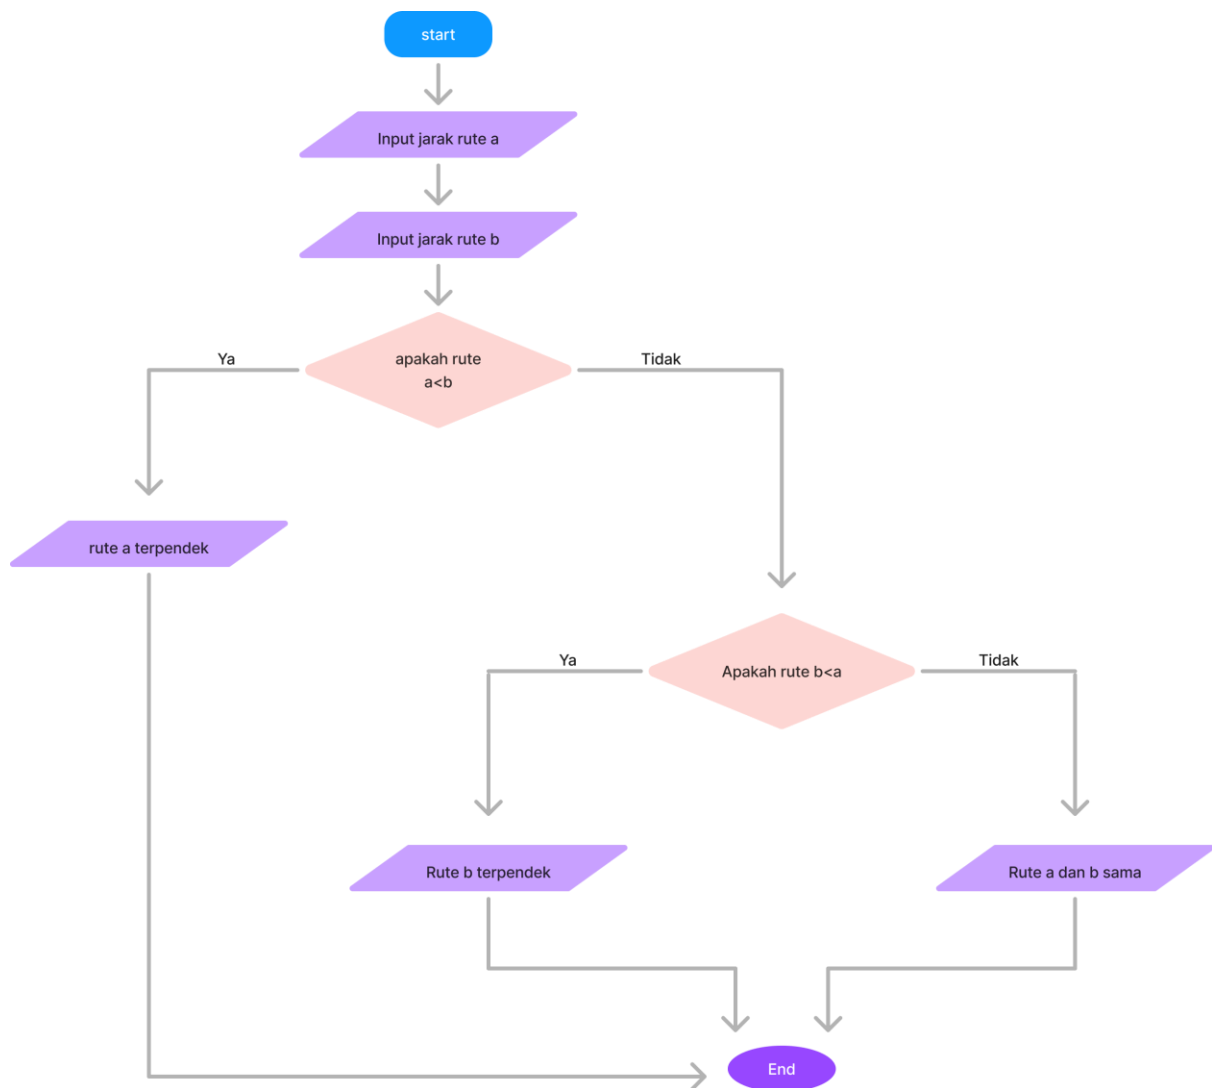 start
Input jarak rute a
Input jarak rute b
apakah rute
a<b
Ya
Tidak
rute a terpendek
Apakah rute b<a
Ya
Tidak
Rute b terpendek
Rute a dan b sama
End